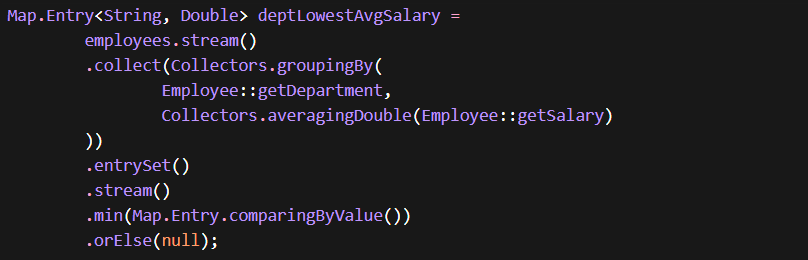 Map.Entry<String, Double> deptLowestAvgSalary =
        employees.stream()
        .collect(Collectors.groupingBy(
                Employee::getDepartment,
                Collectors.averagingDouble(Employee::getSalary)
        ))
        .entrySet()
        .stream()
        .min(Map.Entry.comparingByValue())
        .orElse(null);